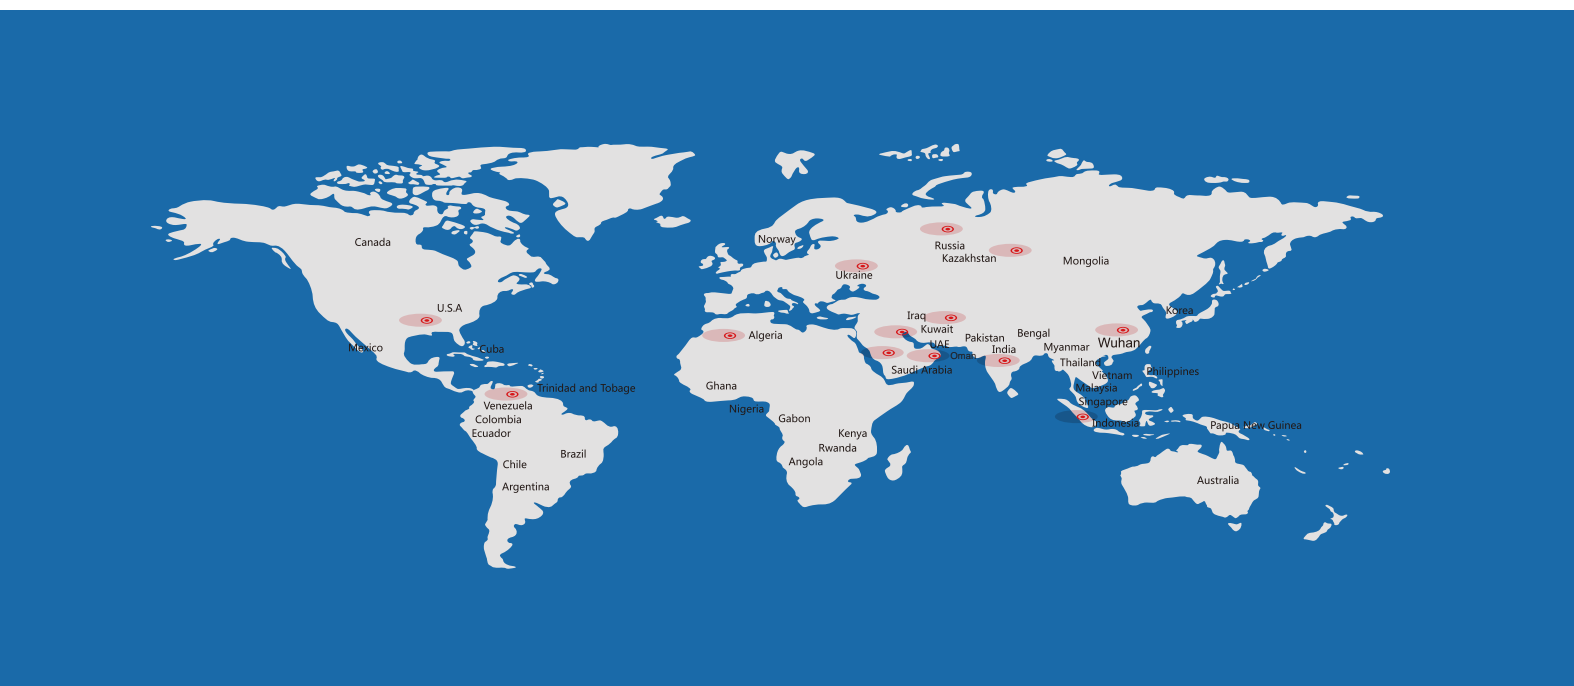 Norway
Canada
Russia
Kazakhstan
Mongolia
Ukraine
U.S.A
Korea
Iraq
Kuwait
Bengal
Algeria
Pakistan
UAE
Wuhan
Mexico
Cuba
India
Myanmar
Oman
Thailand
Saudi Arabia
Philippines
Vietnam
Ghana
Trinidad and Tobage
Malaysia
Singapore
Venezuela
Nigeria
Colombia
Gabon
Indonesia
Papua New Guinea
Ecuador
Kenya
Rwanda
Brazil
Angola
Chile
Australia
Argentina